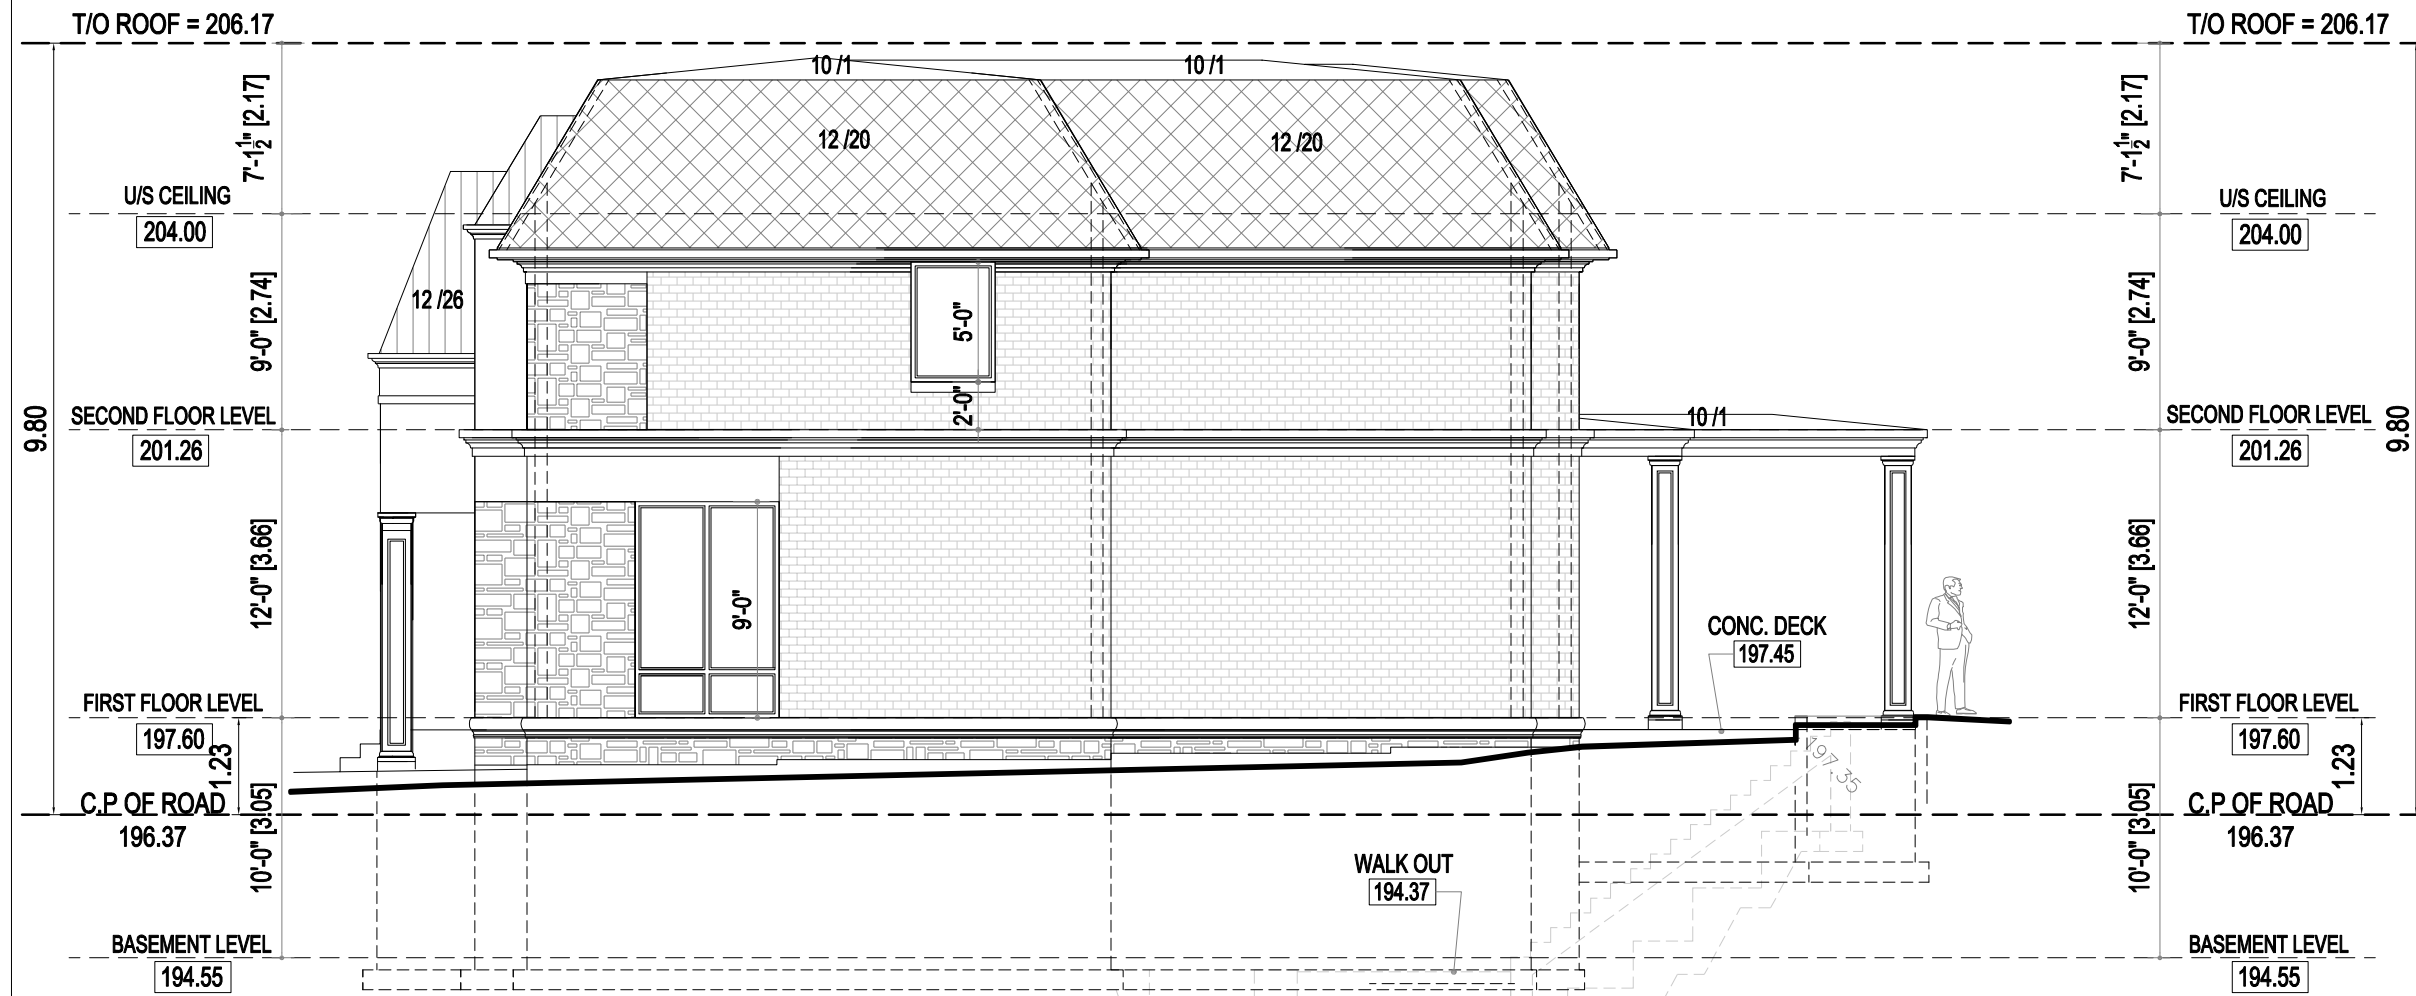 T/O ROOF = 206.17
T/O ROOF = 206.17
10 /1
10 /1
7'-1 1/2" [2.17]
7'-1 1/2" [2.17]
12 /20
12 /20
U/S CEILING
204.00
U/S CEILING
204.00
12 /26
9'-0" [2.74]
5'-0"
9'-0" [2.74]
2'-0"
9.80
SECOND FLOOR LEVEL
201.26
10 /1
SECOND FLOOR LEVEL
201.26
9.80
12'-0" [3.66]
9'-0"
12'-0" [3.66]
CONC. DECK
197.45
FIRST FLOOR LEVEL
197.60
FIRST FLOOR LEVEL
197.60
1.23
197.35
1.23
C.P OF ROAD
196.37
C.P OF ROAD
196.37
10'-0" [3.05]
10'-0" [3.05]
WALK OUT
194.37
BASEMENT LEVEL
194.55
BASEMENT LEVEL
194.55